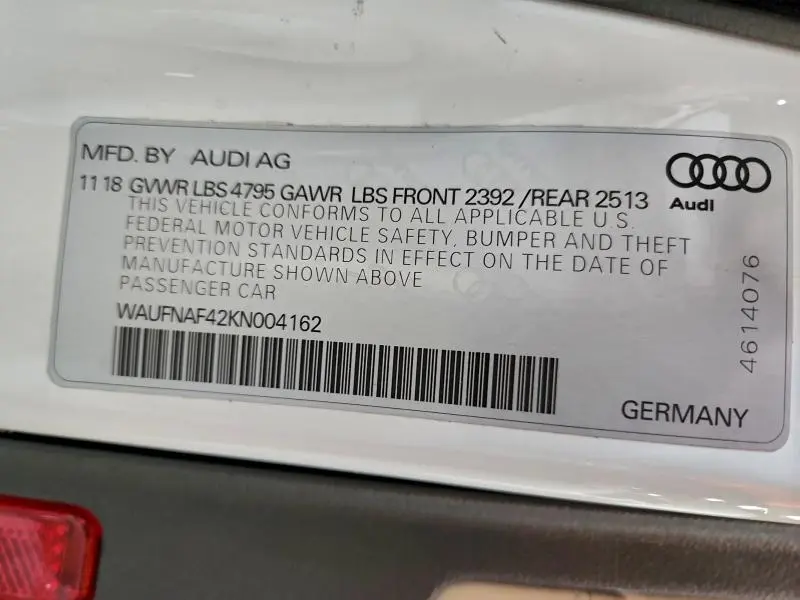 MFD. BY AUDI AG
11 18 GVWR LBS 4795 GAWR LBS FRONT 2392 /REAR 2513
Audi
THIS VEHICLE CONFORMS TO ALL APPLICABLE U.S.
FEDERAL MOTOR VEHICLE SAFETY, BUMPER AND THEFT
PREVENTION STANDARDS IN EFFECT ON THE DATE OF
MANUFACTURE SHOWN ABOVE
PASSENGER CAR
WAUFNAF42KN004162
4614076
GERMANY